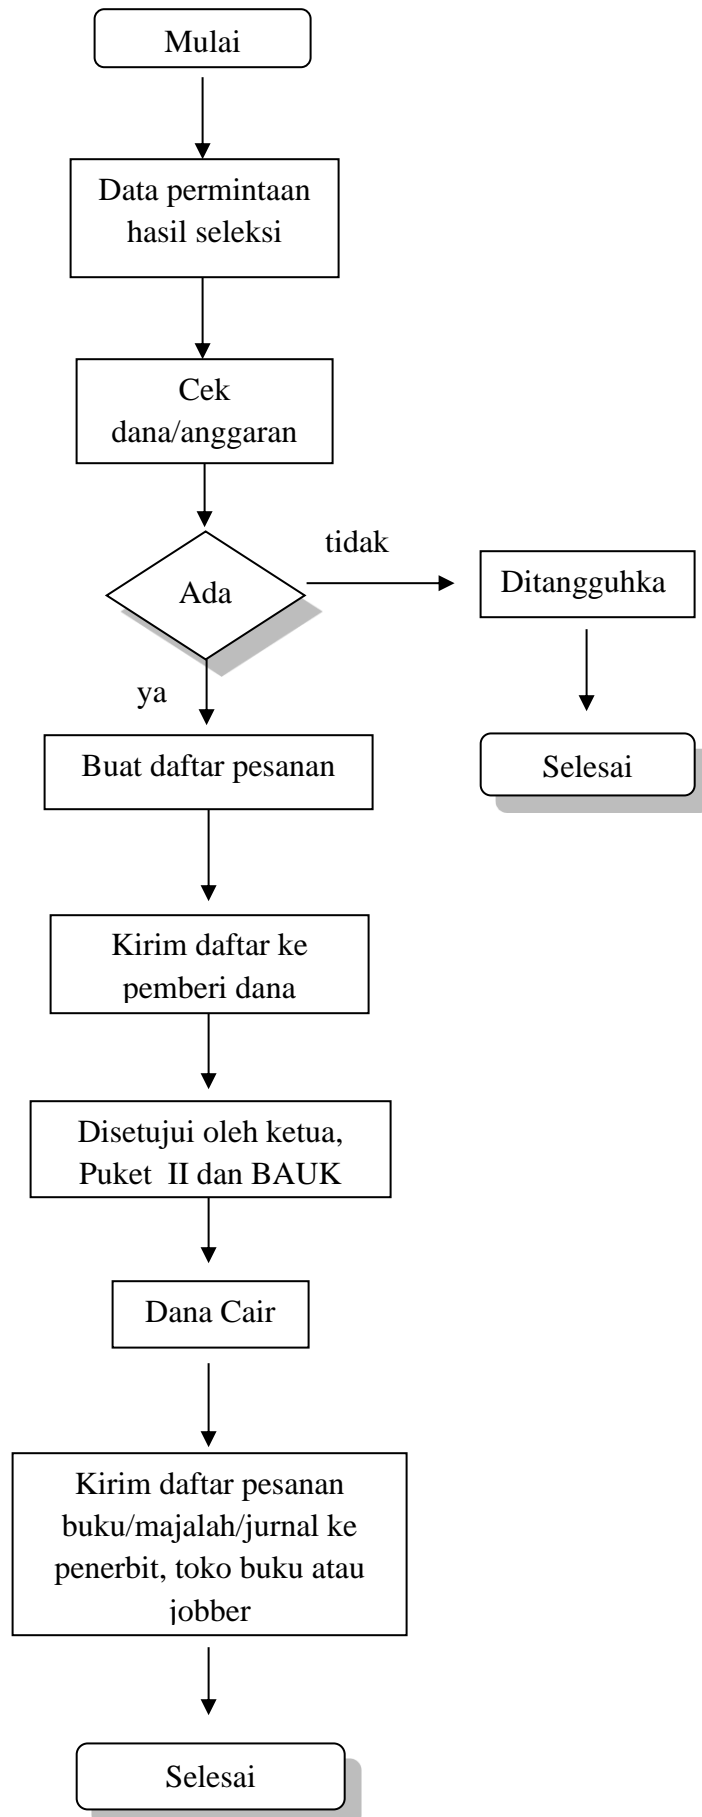 Mulai
Data permintaan
hasil seleksi
Cek
dana/anggaran
tidak
Ada
Ditangguhka
ya
Buat daftar pesanan
Selesai
Kirim daftar ke
pemberi dana
Disetujui oleh ketua,
Puket II dan BAUK
Dana Cair
Kirim daftar pesanan
buku/majalah/jurnal ke
penerbit, toko buku atau
jobber
Selesai